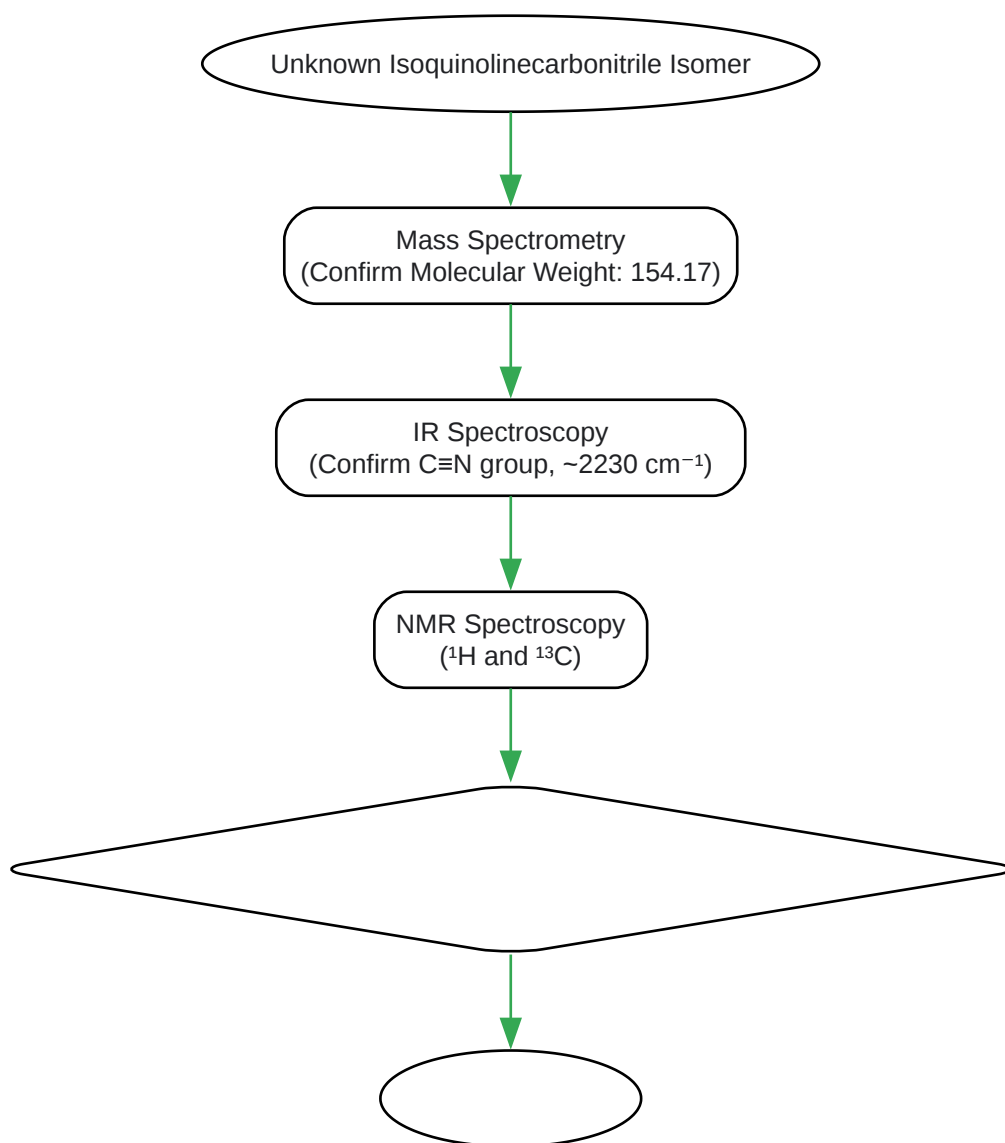 Unknown Isoquinolinecarbonitrile Isomer
Mass Spectrometry
(Confirm Molecular Weight: 154.17)
IR Spectroscopy
(Confirm C≡N group, ~2230 cm⁻¹)
NMR Spectroscopy
(¹H and ¹³C)